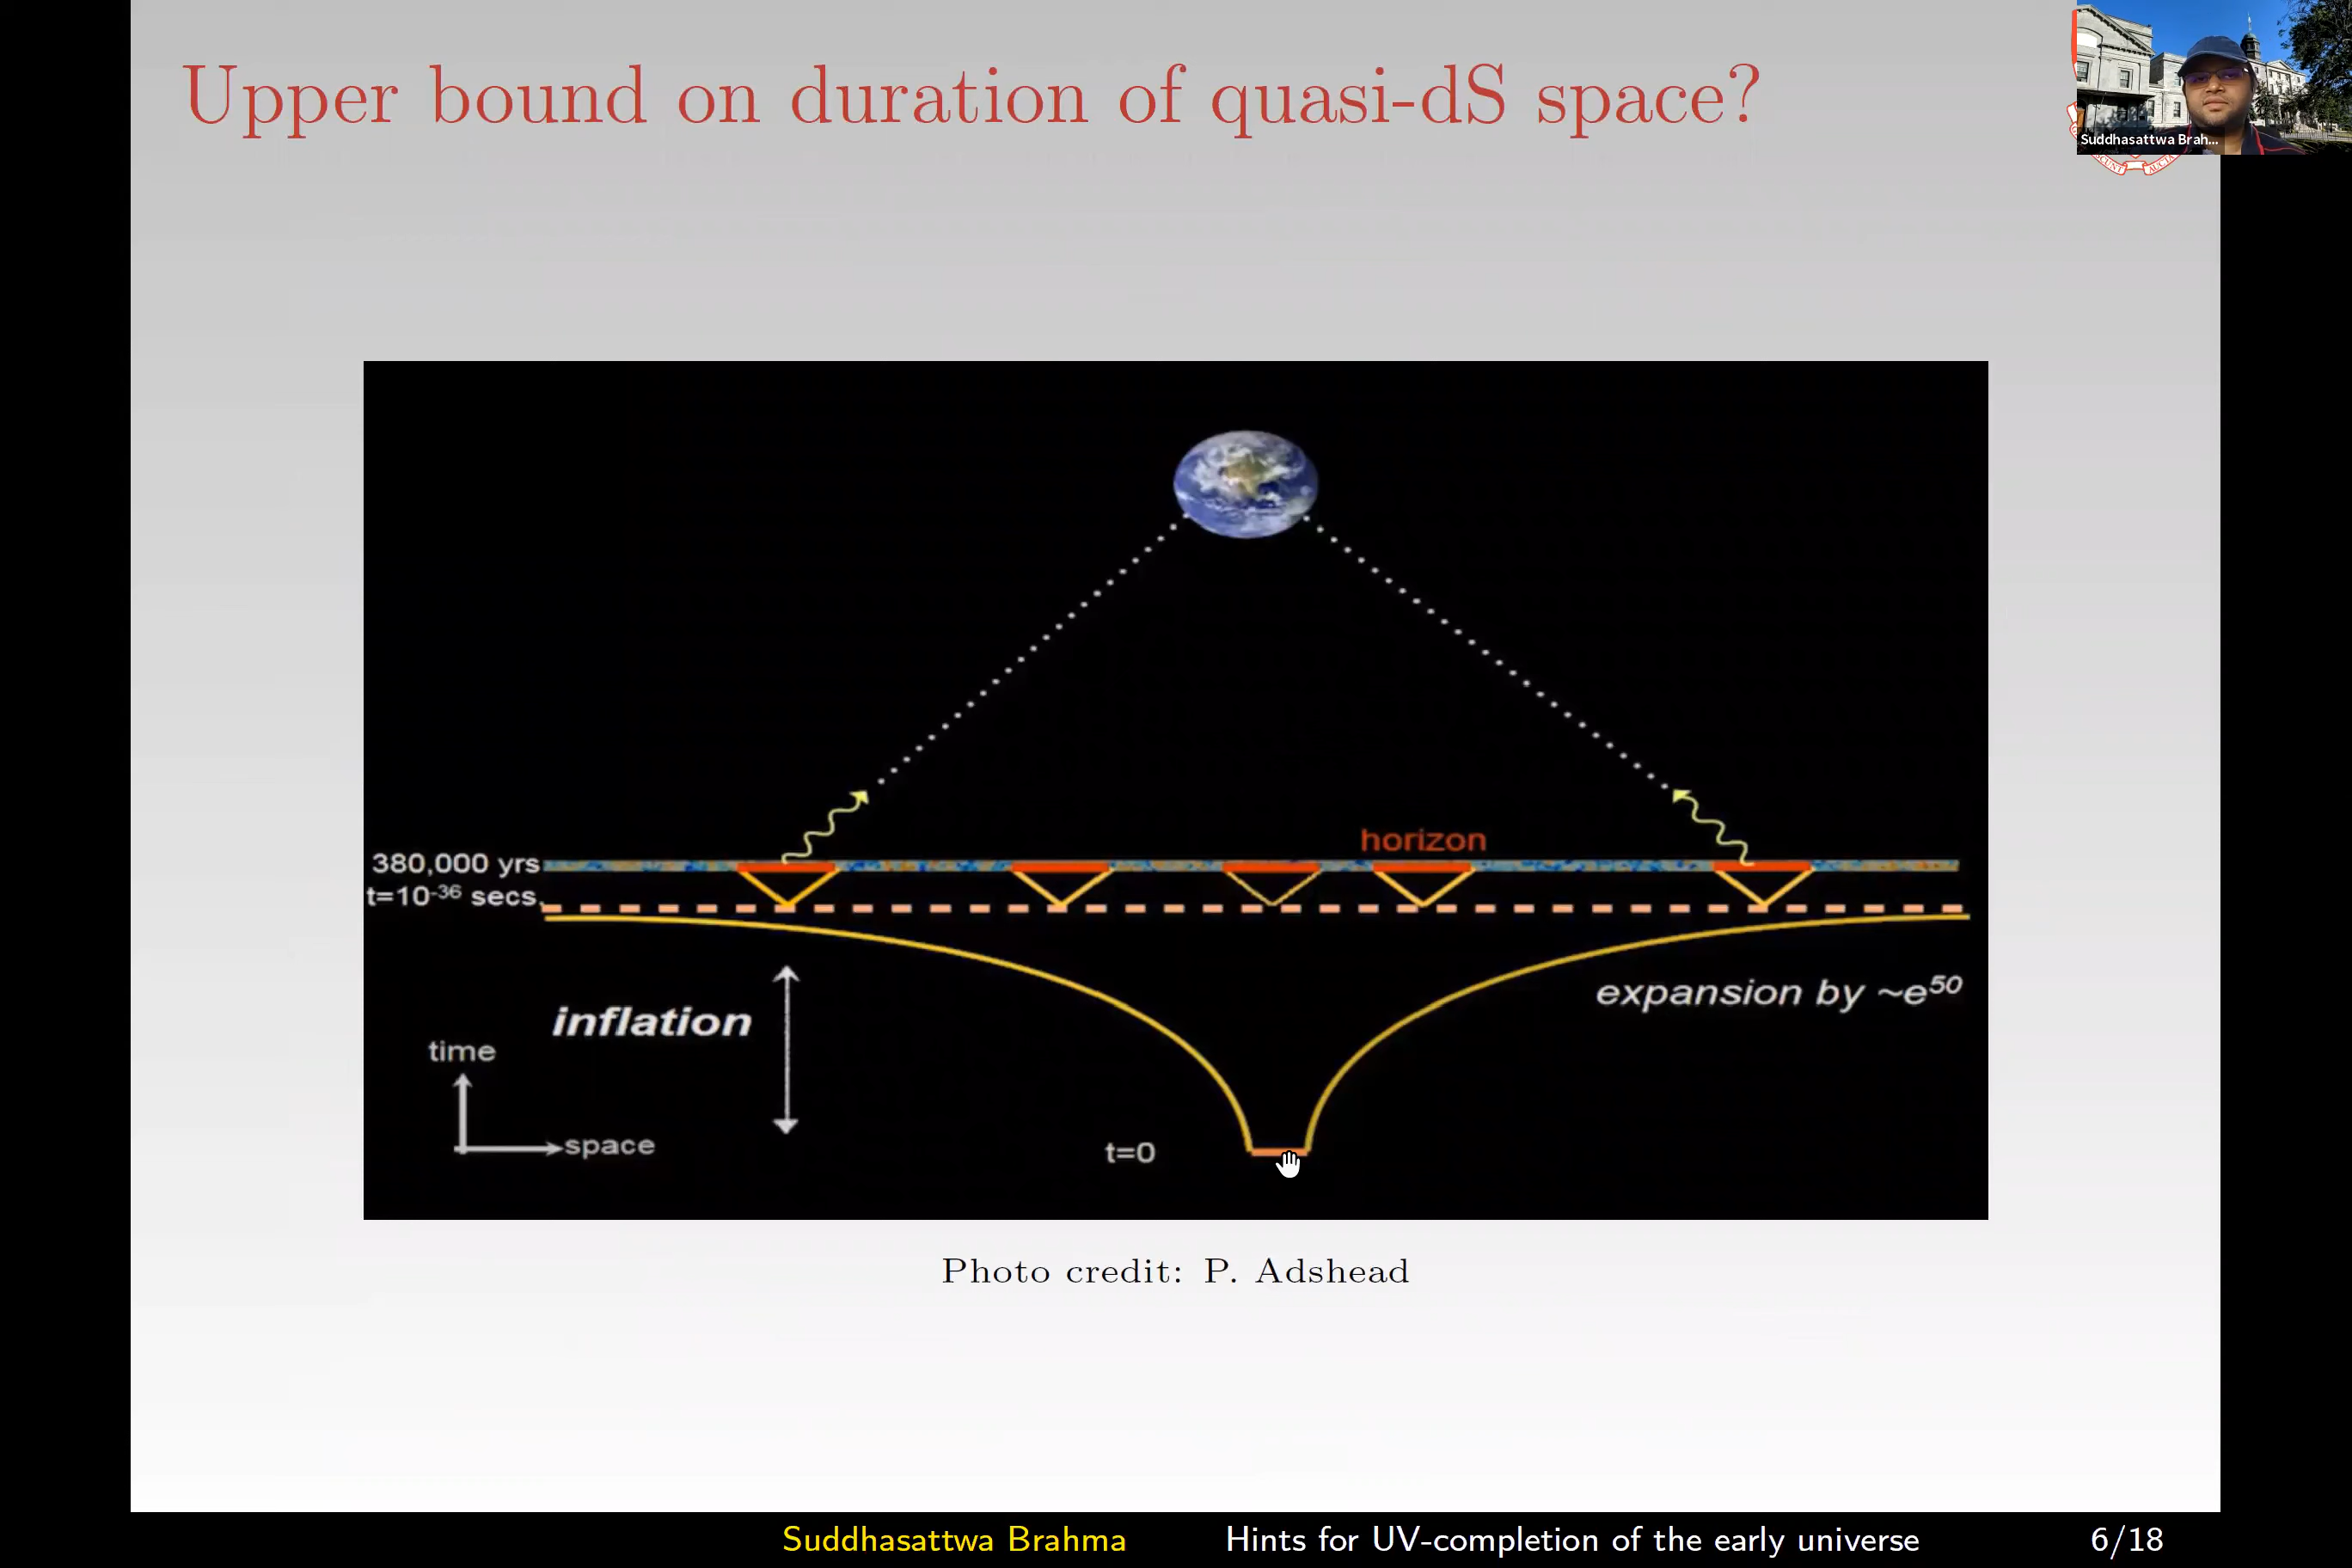 Upper bound on duration of quasi-dS space?
Suddhasattwa Brah...
horizon
380,000 yrs
t=10⁻³⁶ secs.
inflation
expansion by ~e⁵⁰
time
space
t=0
Photo credit: P. Adshead
Suddhasattwa Brahma Hints for UV-completion of the early universe 6/18